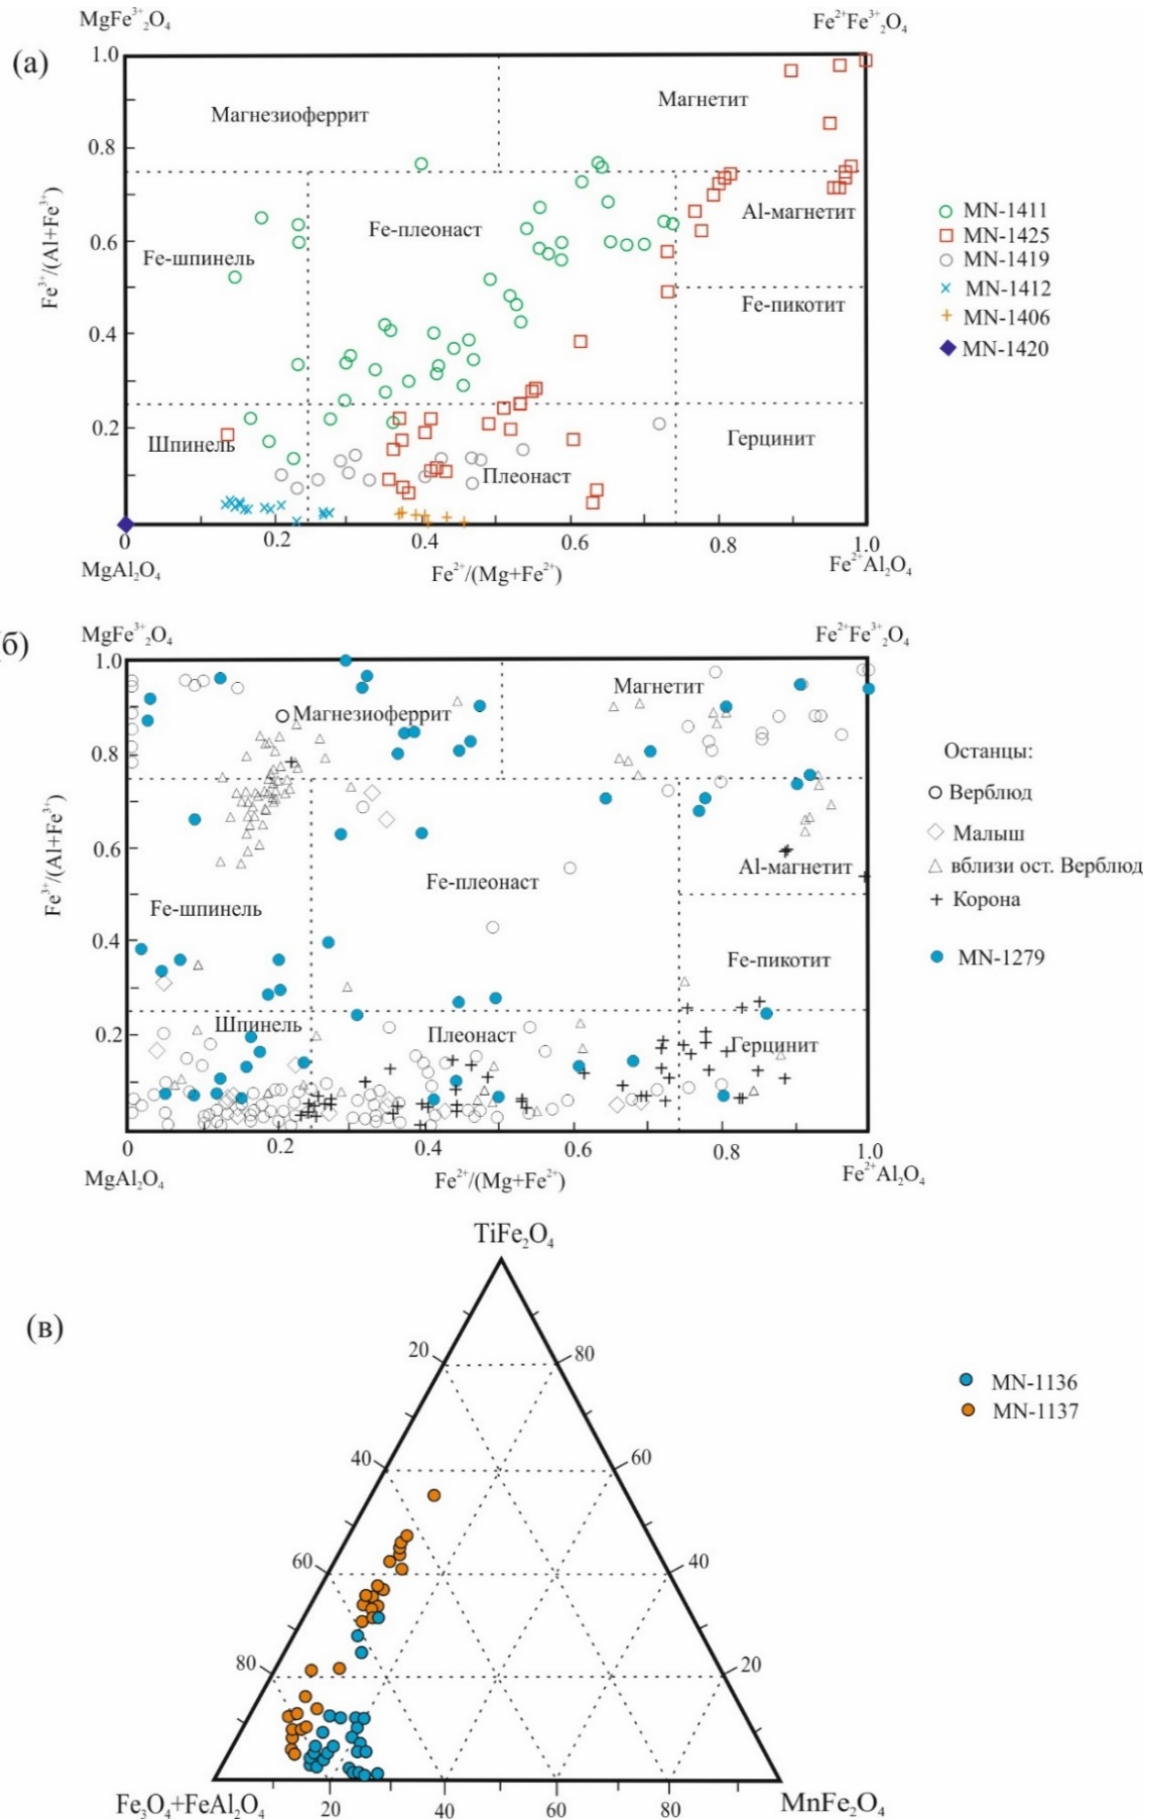 MgFe³⁺₂O₄ Fe²⁺Fe³⁺₂O₄
(а)
1.0
Магнетит
Магнезиоферрит
0.8
Fe³⁺/(Al+Fe³⁺)
Al-магнетит MN-1411
Fe-плеонаст MN-1425
0.6
Fe-шпинель MN-1419
MN-1412
Fe-пикотит
MN-1406
0.4
MN-1420
0.2
Шпинель Герцинит
Плеонаст
0 0.2 0.4 0.6 0.8 1.0
MgAl₂O₄ Fe²⁺/(Mg+Fe²⁺) Fe²⁺Al₂O₄
MgFe³⁺₂O₄ Fe²⁺Fe³⁺₂O₄
б)
1.0
Магнетит
Магнезиоферрит
Останцы:
0.8
Верблюд
Fe³⁺/(Al+Fe³⁺)
Малыш
0.6
Al-магнетит вблизи ост. Верблюд
Fe-плеонаст
Корона
Fe-шпинель
0.4
Fe-пикотит MN-1279
Шпинель Плеонаст
0.2
Герцинит
0 0.2 0.4 0.6 0.8 1.0
MgAl₂O₄ Fe²⁺/(Mg+Fe²⁺) Fe²⁺Al₂O₄
TiFe₂O₄
(в)
20 80
MN-1136
MN-1137
40 60
60 40
80 20
Fe₃O₄+FeAl₂O₄ 20 40 60 80 MnFe₂O₄